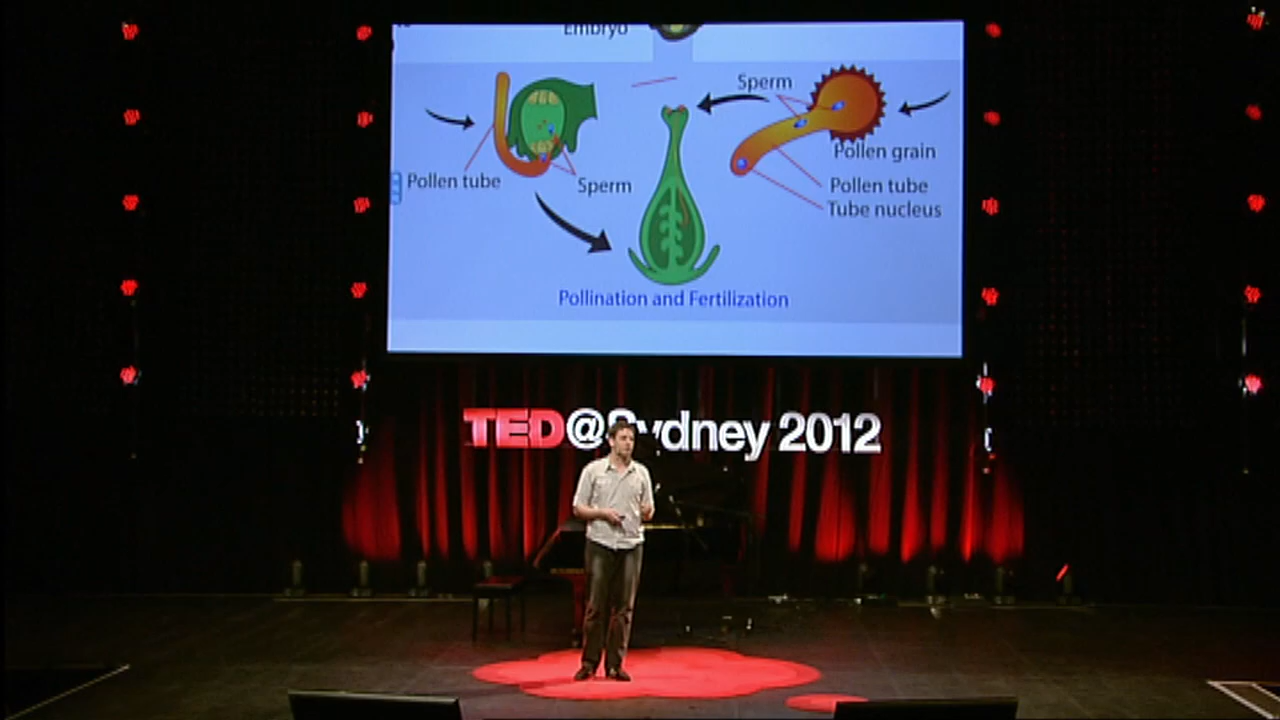 Embryo
Sperm
Pollen grain
Pollen tube
Sperm
Pollen tube
Tube nucleus
Pollination and Fertilization
TED@Sydney 2012